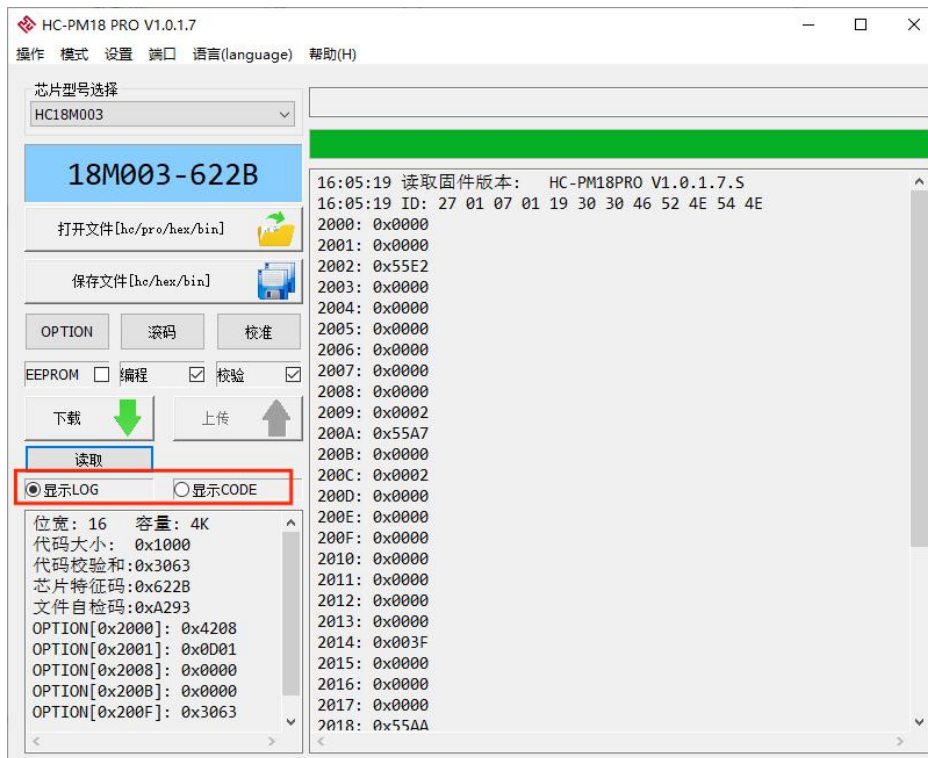 HC-PM18 PRO V1.0.1.7
操作 模式 设置 端口 语言(language) 帮助(H)
芯片型号选择
HC18M003
18M003-622B
打开文件[hc/pro/hex/bin]
保存文件[hc/hex/bin]
OPTION 滚码 校准
EEPROM 编程 校验
下载 上传
读取
显示LOG 显示CODE
位宽: 16 容量: 4K
代码大小: 0x1000
代码校验和:0x3063
芯片特征码:0x622B
文件自检码:0xA293
OPTION[0x2000]: 0x4208
OPTION[0x2001]: 0x0D01
OPTION[0x2008]: 0x0000
OPTION[0x200B]: 0x0000
OPTION[0x200F]: 0x3063
16:05:19 读取固件版本: HC-PM18PRO V1.0.1.7.S
16:05:19 ID: 27 01 07 01 19 30 30 46 52 4E 54 4E
2000: 0x0000
2001: 0x0000
2002: 0x55E2
2003: 0x0000
2004: 0x0000
2005: 0x0000
2006: 0x0000
2007: 0x0000
2008: 0x0000
2009: 0x0002
200A: 0x55A7
200B: 0x0000
200C: 0x0002
200D: 0x0000
200E: 0x0000
200F: 0x0000
2010: 0x0000
2011: 0x0000
2012: 0x0000
2013: 0x0000
2014: 0x003F
2015: 0x0000
2016: 0x0000
2017: 0x0000
2018: 0x55AA